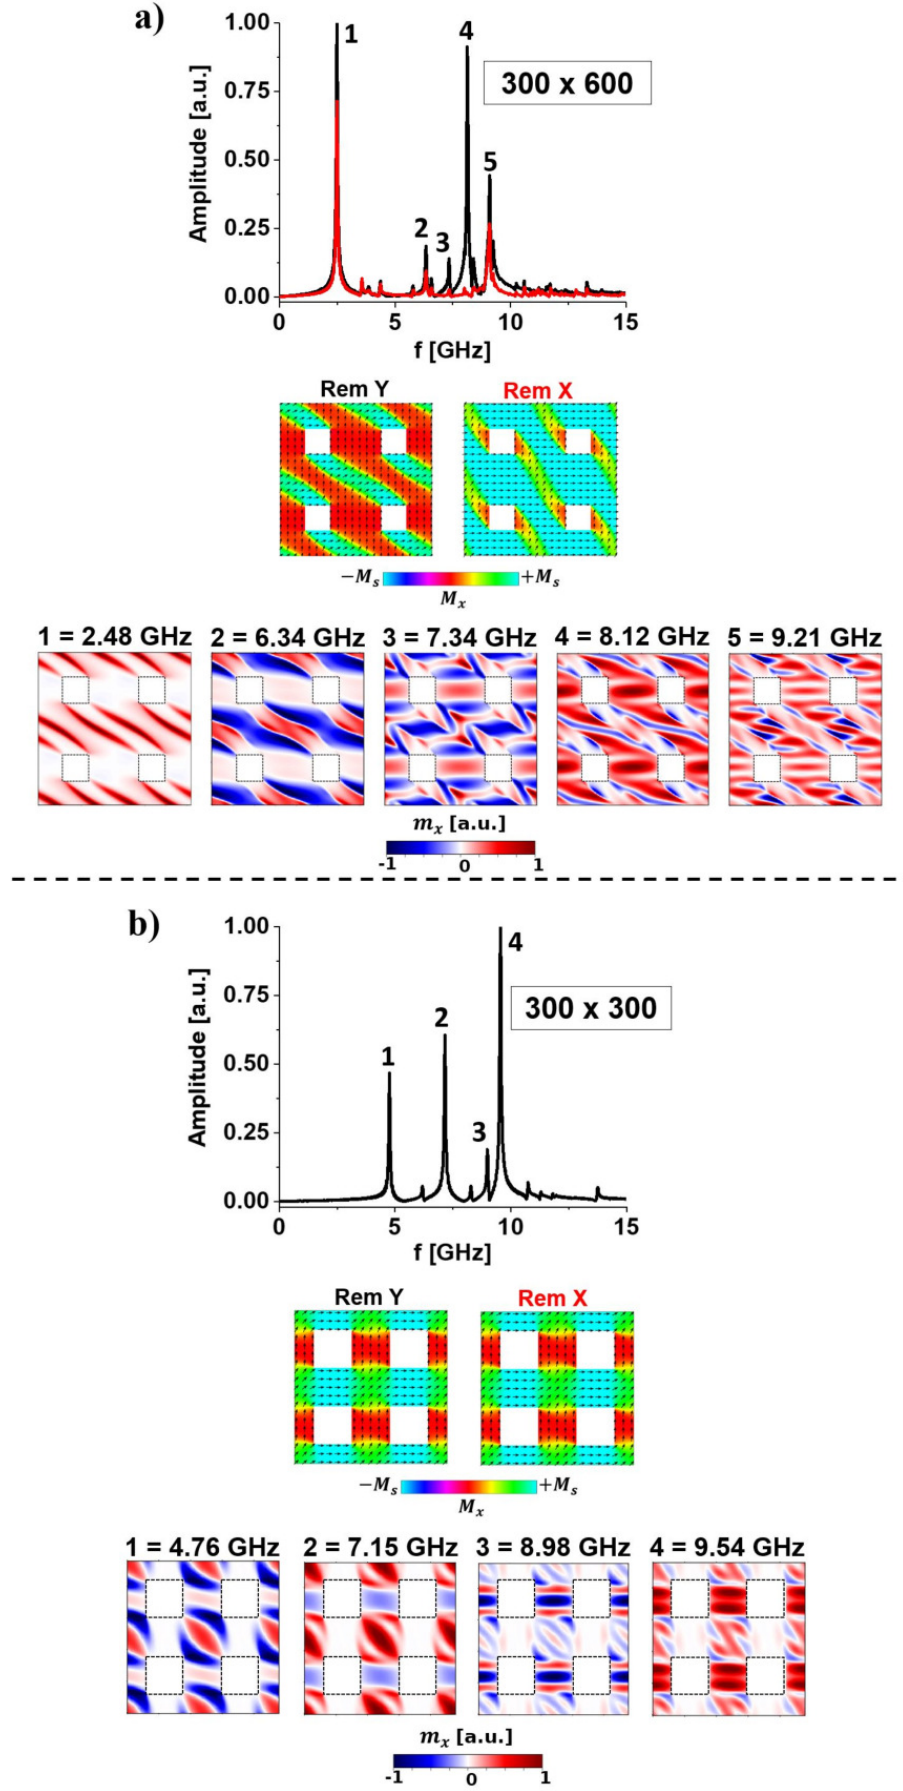 a)
1.00
0.75
0.50
0.25
0.00
Amplitude [a.u.]
1
2
3
4
5
300 x 600
0 5 10 15
f [GHz]
Rem Y Rem X
−Ms +Ms
Mx
1 = 2.48 GHz 2 = 6.34 GHz 3 = 7.34 GHz 4 = 8.12 GHz 5 = 9.21 GHz
mx [a.u.]
-1 0 1
b)
1.00
0.75
0.50
0.25
0.00
Amplitude [a.u.]
1
2
3
4
300 x 300
0 5 10 15
f [GHz]
Rem Y Rem X
−Ms +Ms
Mx
1 = 4.76 GHz 2 = 7.15 GHz 3 = 8.98 GHz 4 = 9.54 GHz
mx [a.u.]
-1 0 1